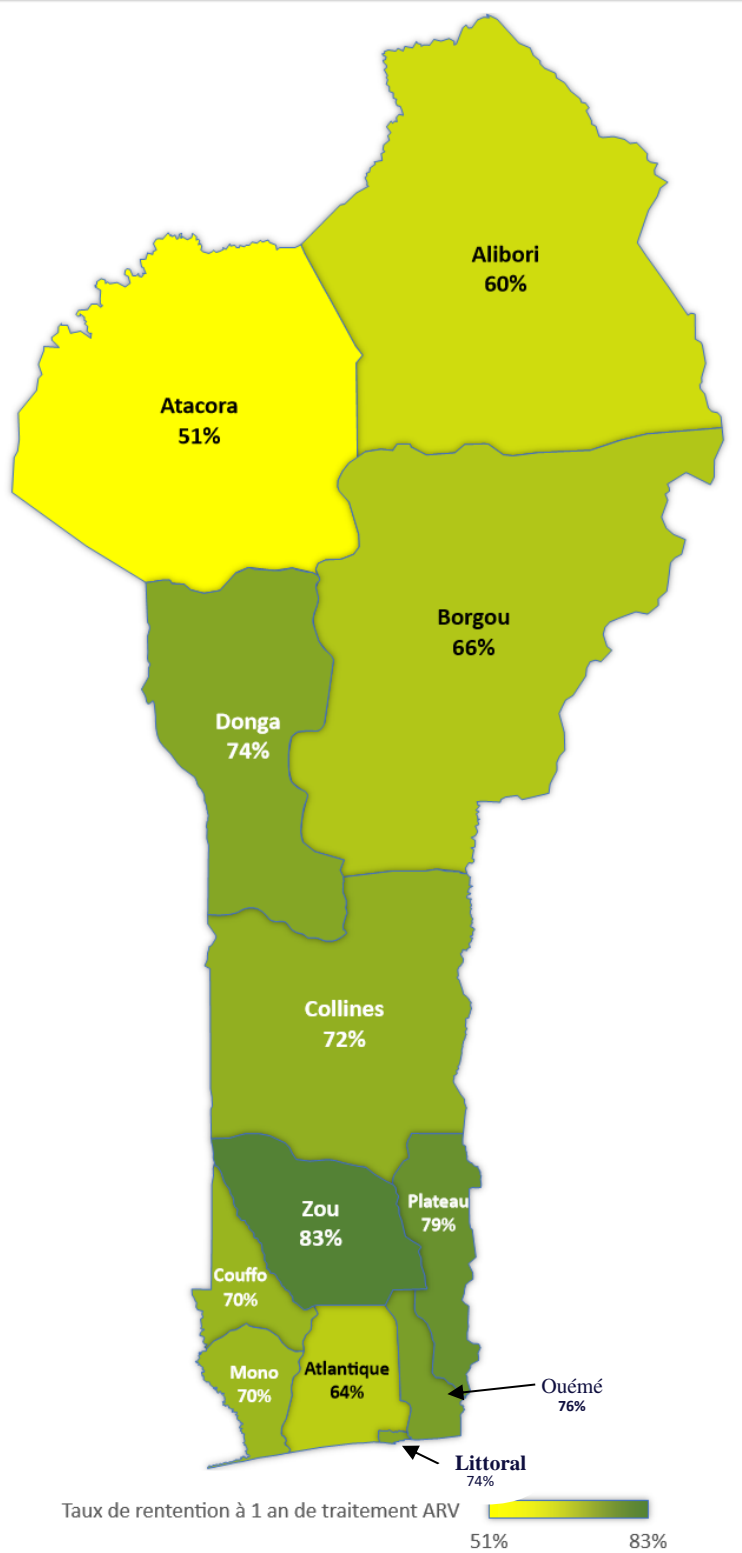 Alibori
60%
Atacora
51%
Borgou
66%
Donga
74%
Collines
72%
Zou
83%
Plateau
79%
Couffo
70%
Mono
70%
Atlantique
64%
Ouémé
76%
Littoral
74%
Taux de rentention à 1 an de traitement ARV
51% 83%